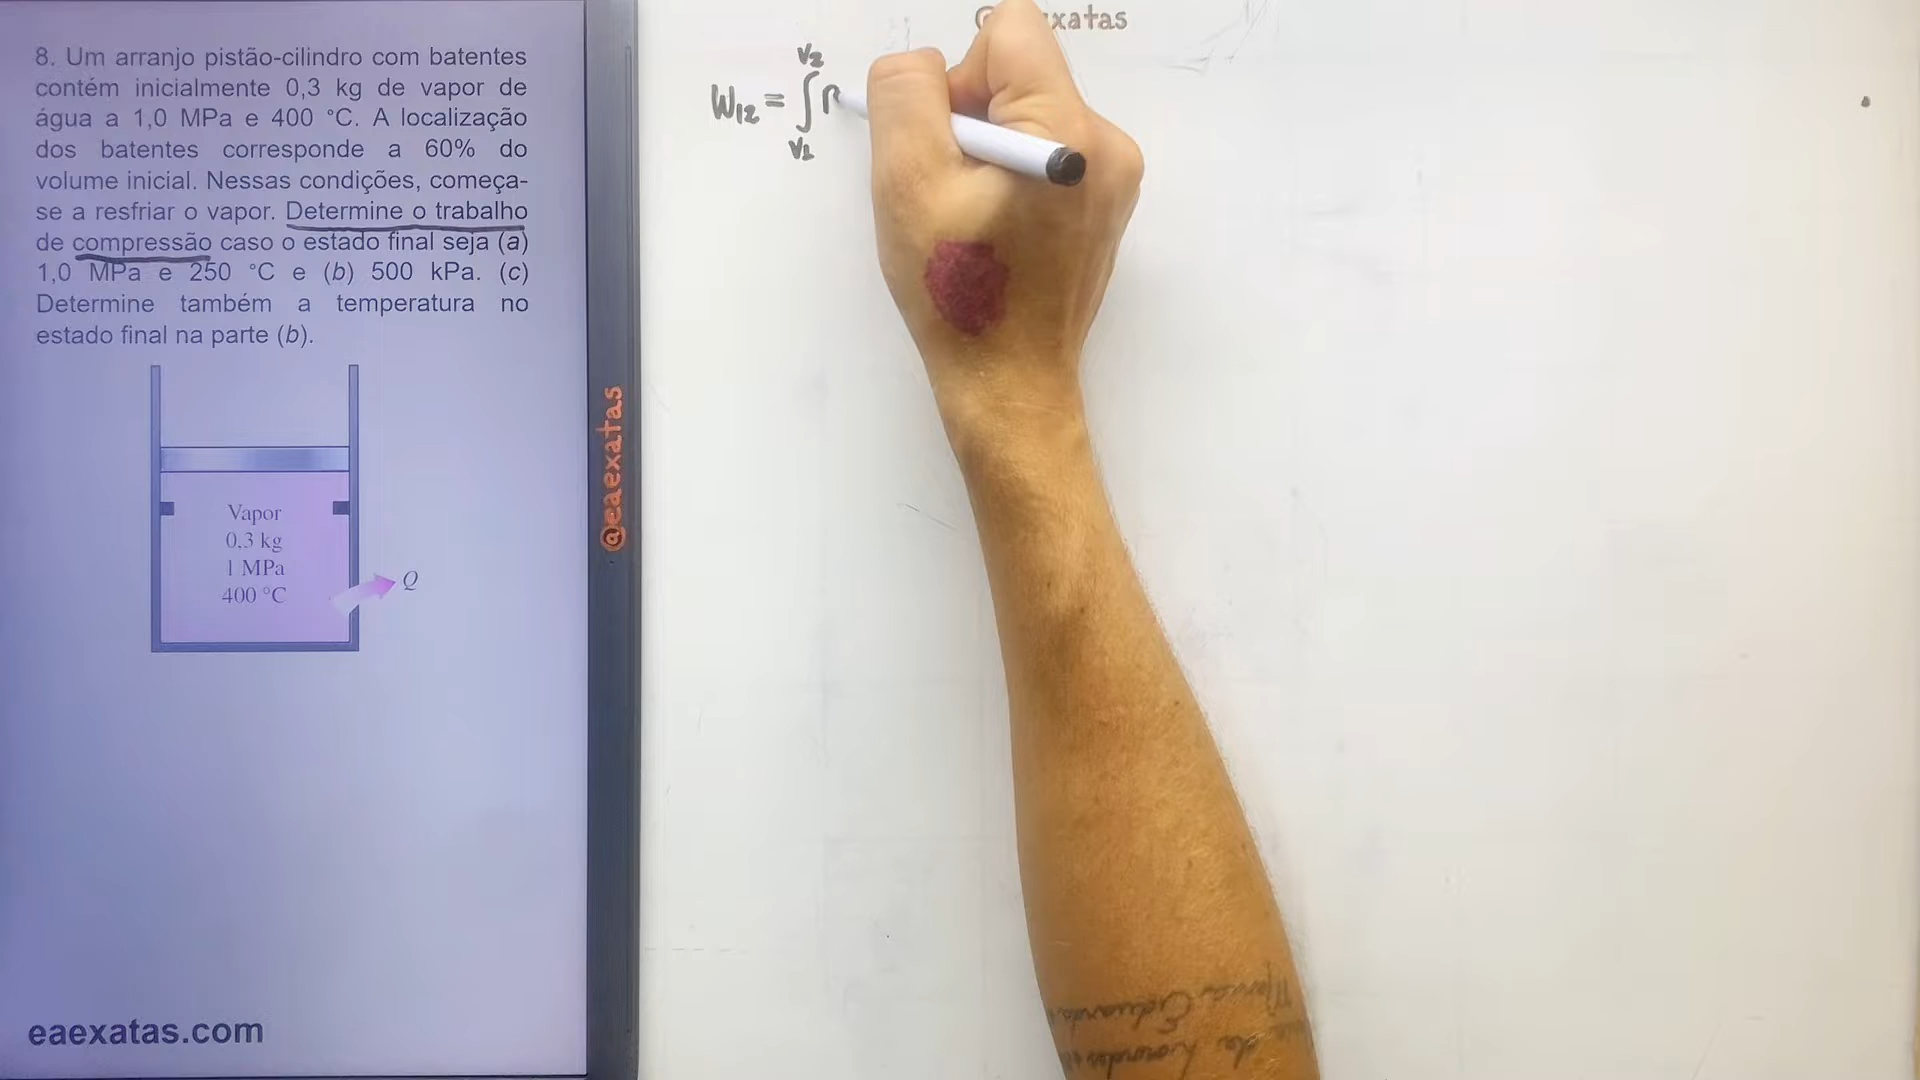 8. Um arranjo pistão-cilindro com batentes
contém inicialmente 0,3 kg de vapor de
água a 1,0 MPa e 400 °C. A localização
dos batentes corresponde a 60% do
volume inicial. Nessas condições, começa-
se a resfriar o vapor. Determine o trabalho
de compressão caso o estado final seja (a)
1,0 MPa e 250 °C e (b) 500 kPa. (c)
Determine também a temperatura no
estado final na parte (b).
Vapor
0,3 kg
1 MPa
400 °C
Q
eaexatas.com
@eaexatas
xatas
V2
W12 = ∫ P
V1